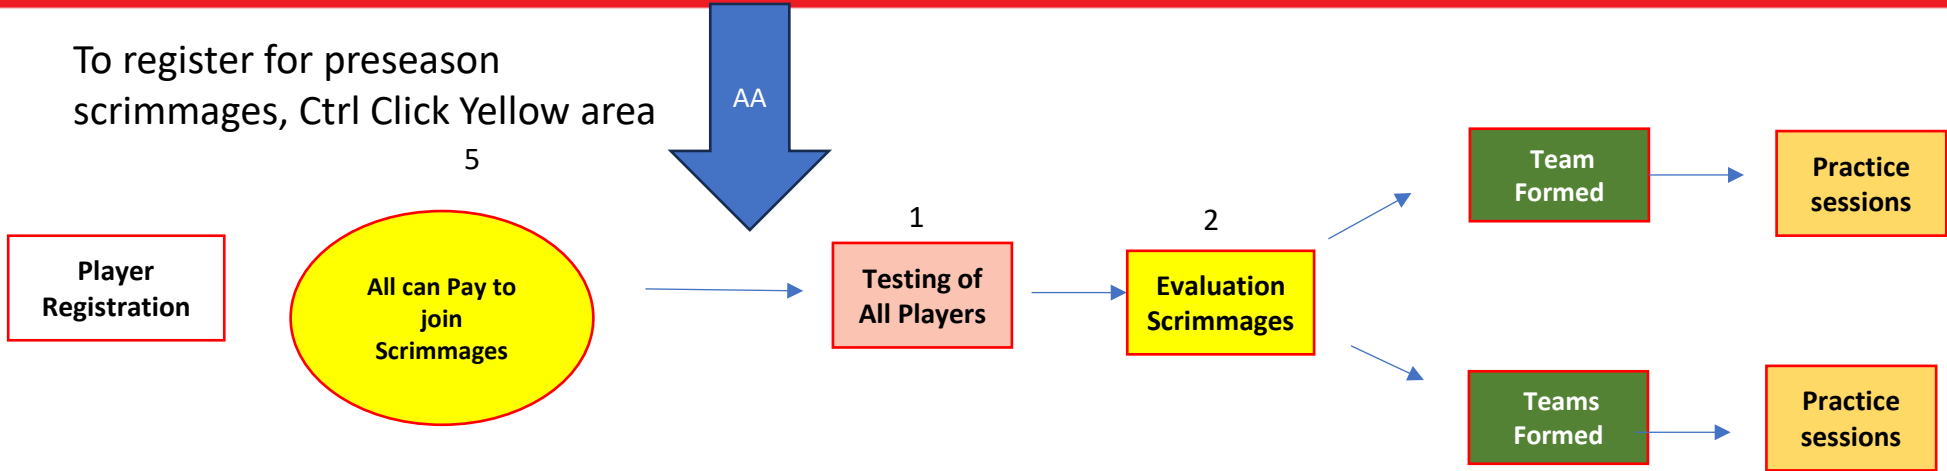 To register for preseason
scrimmages, Ctrl Click Yellow area
5
AA
Player
Registration
All can Pay to
join
Scrimmages
1
Testing of
All Players
2
Evaluation
Scrimmages
Team
Formed
Practice
sessions
Teams
Formed
Practice
sessions